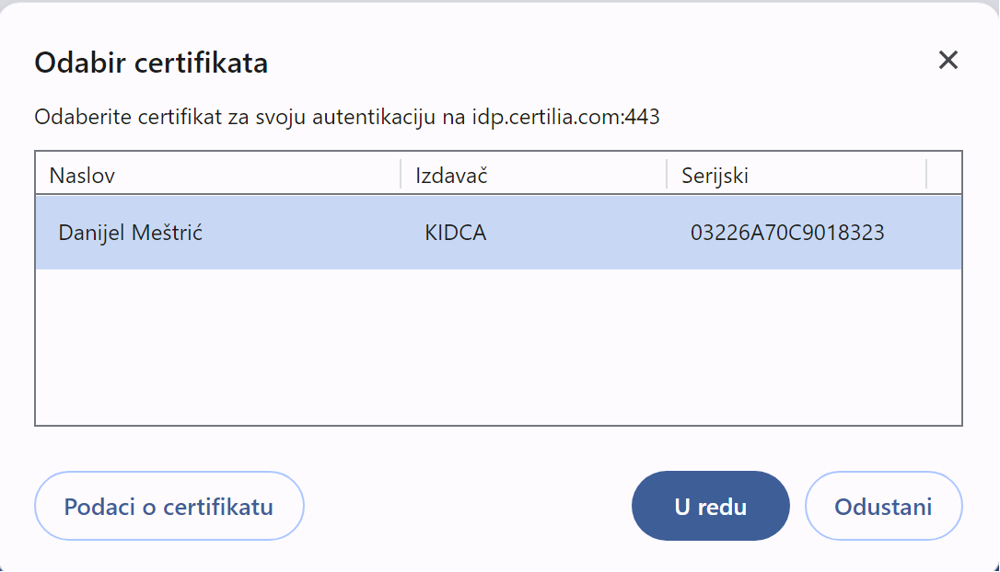 Odabir certifikata
Odaberite certifikat za svoju autentikaciju na idp.certilia.com:443
Naslov Izdavač Serijski
Danijel Meštrić KIDCA 03226A70C9018323
Podaci o certifikatu U redu Odustani